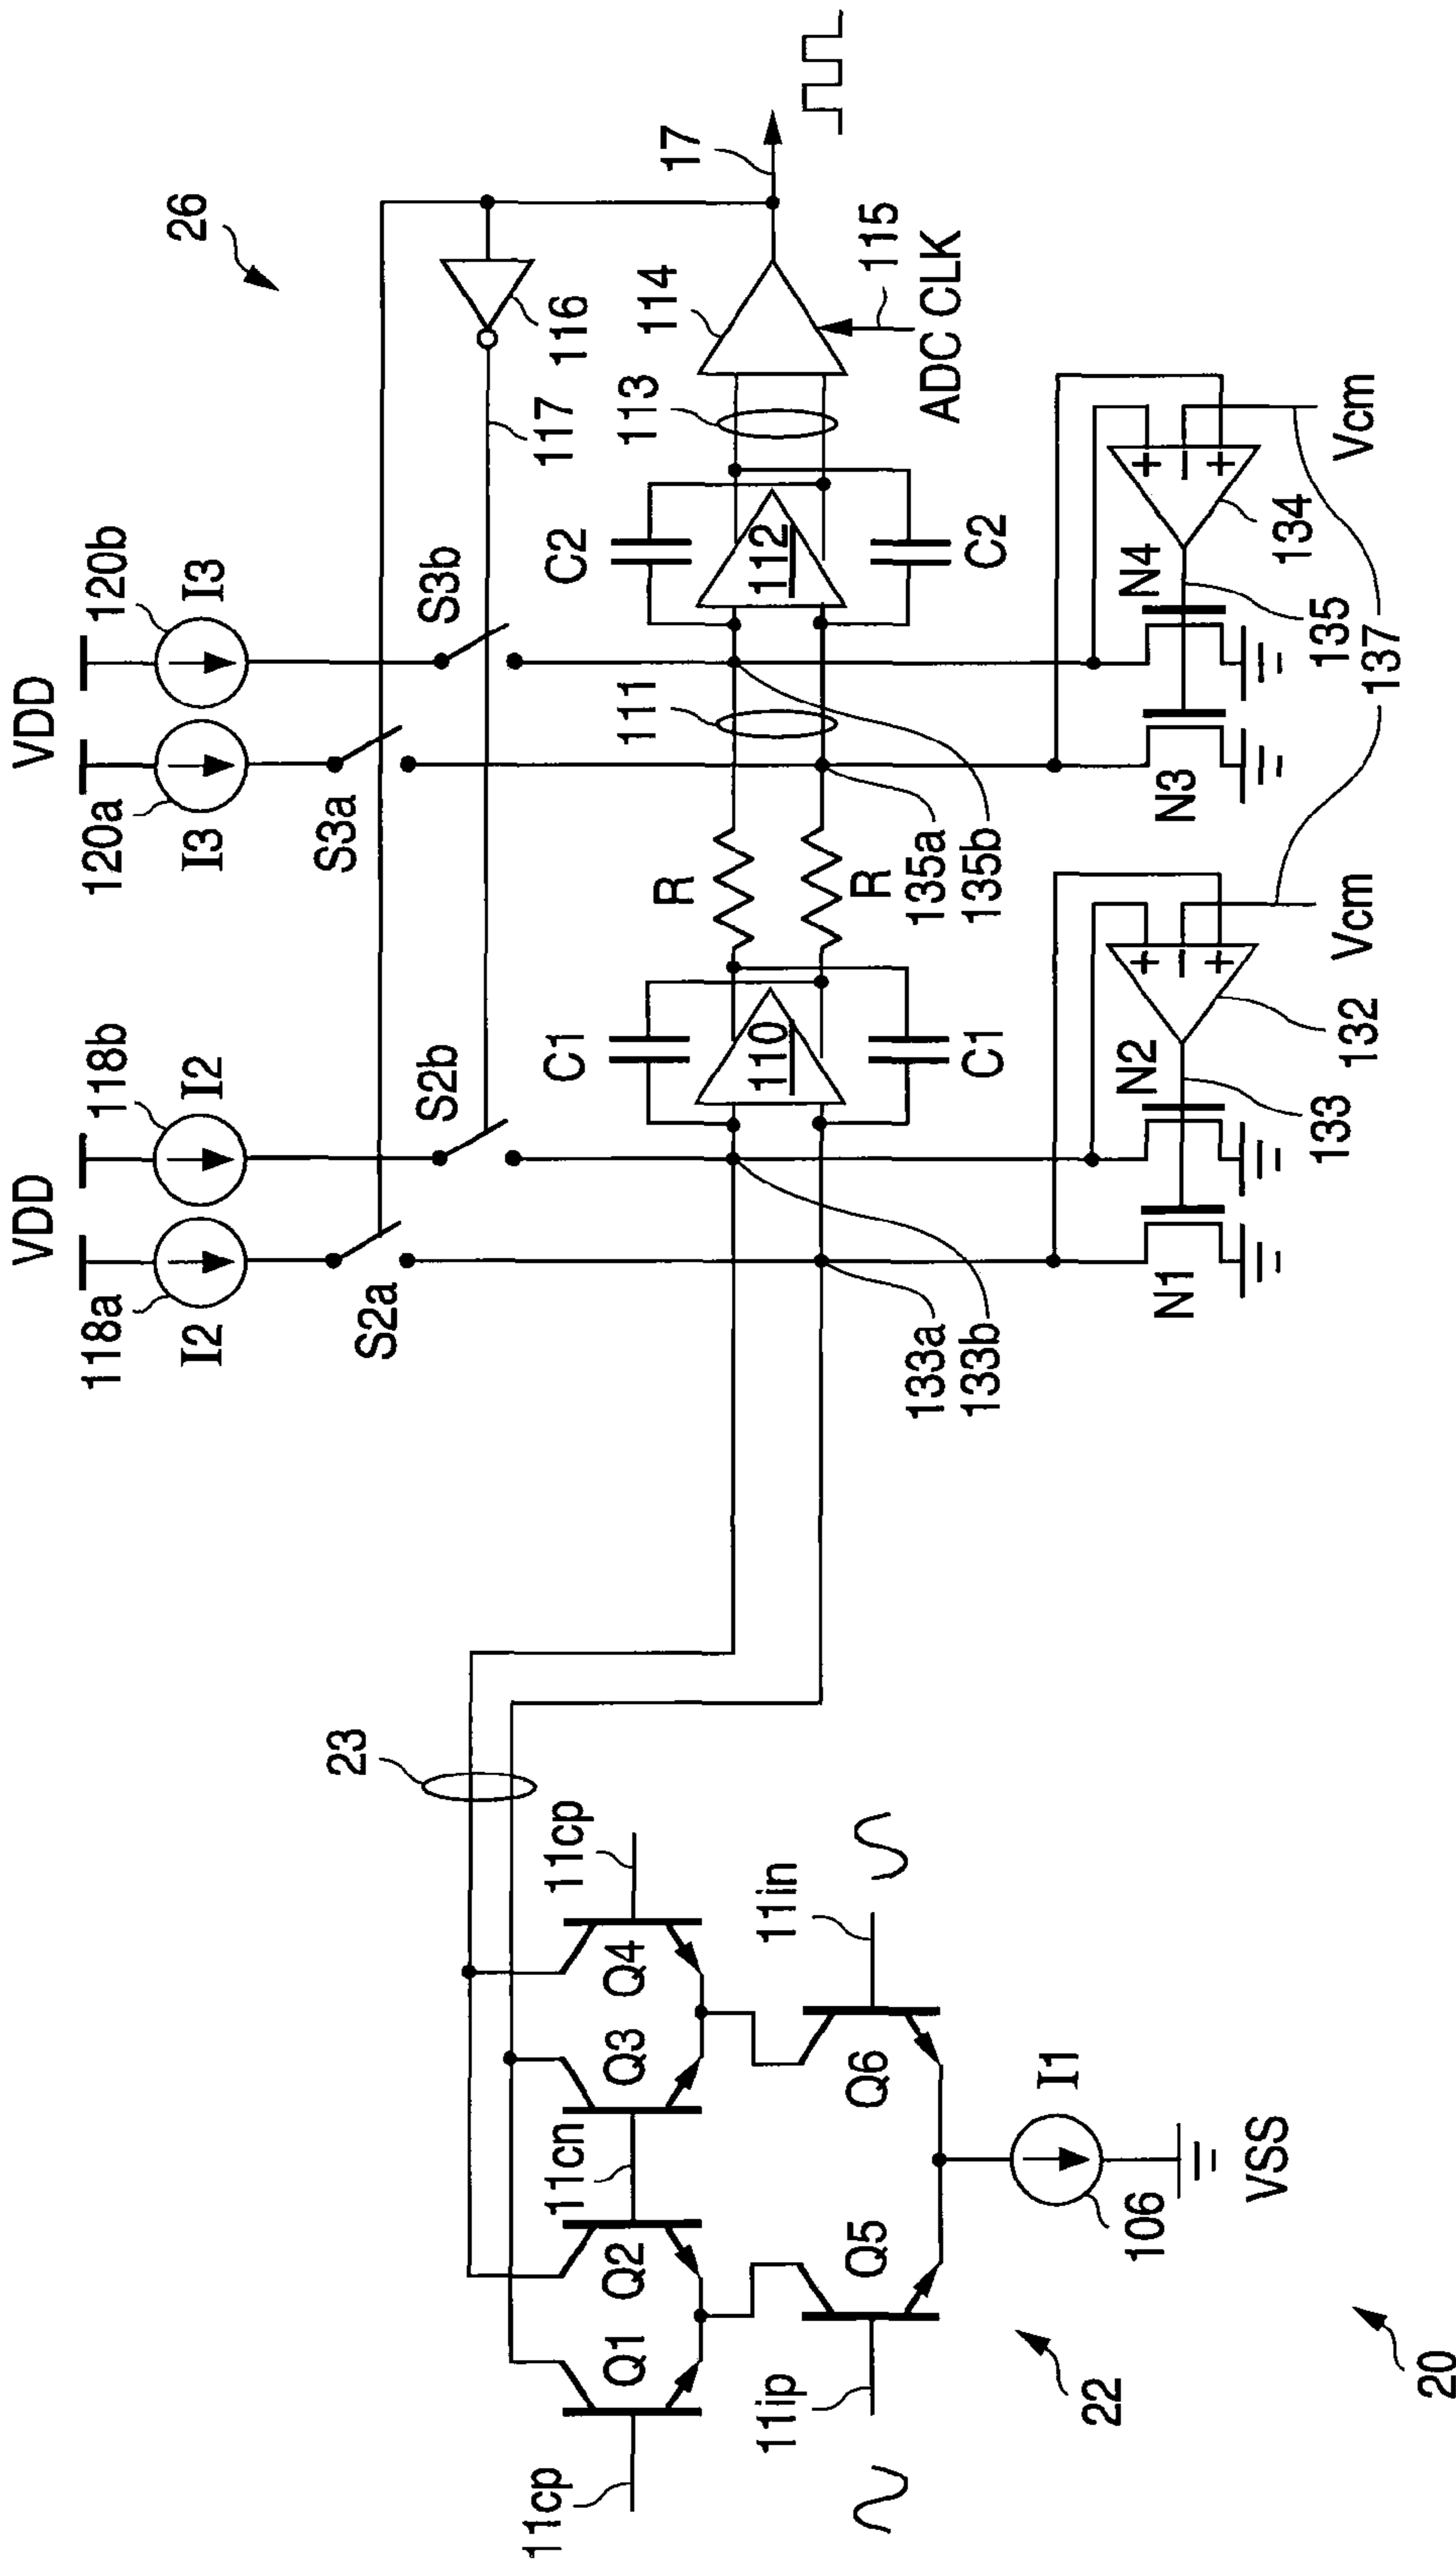 26
VDD
VDD
118a
I2
118b
I2
120a
I3
120b
I3
S2a
S2b
S3a
S3b
116
117
17
23
11cp
Q1
Q2
11cn
Q3
Q4
11cp
11ip
Q5
Q6
11in
106
I1
VSS
22
20
C1
110
C1
R
R
111
C2
112
C2
113
114
115
ADC CLK
133a
133b
135a
135b
N1
N2
133
132
Vcm
N3
N4
135
134
Vcm
137
+
−
+
+
−
+